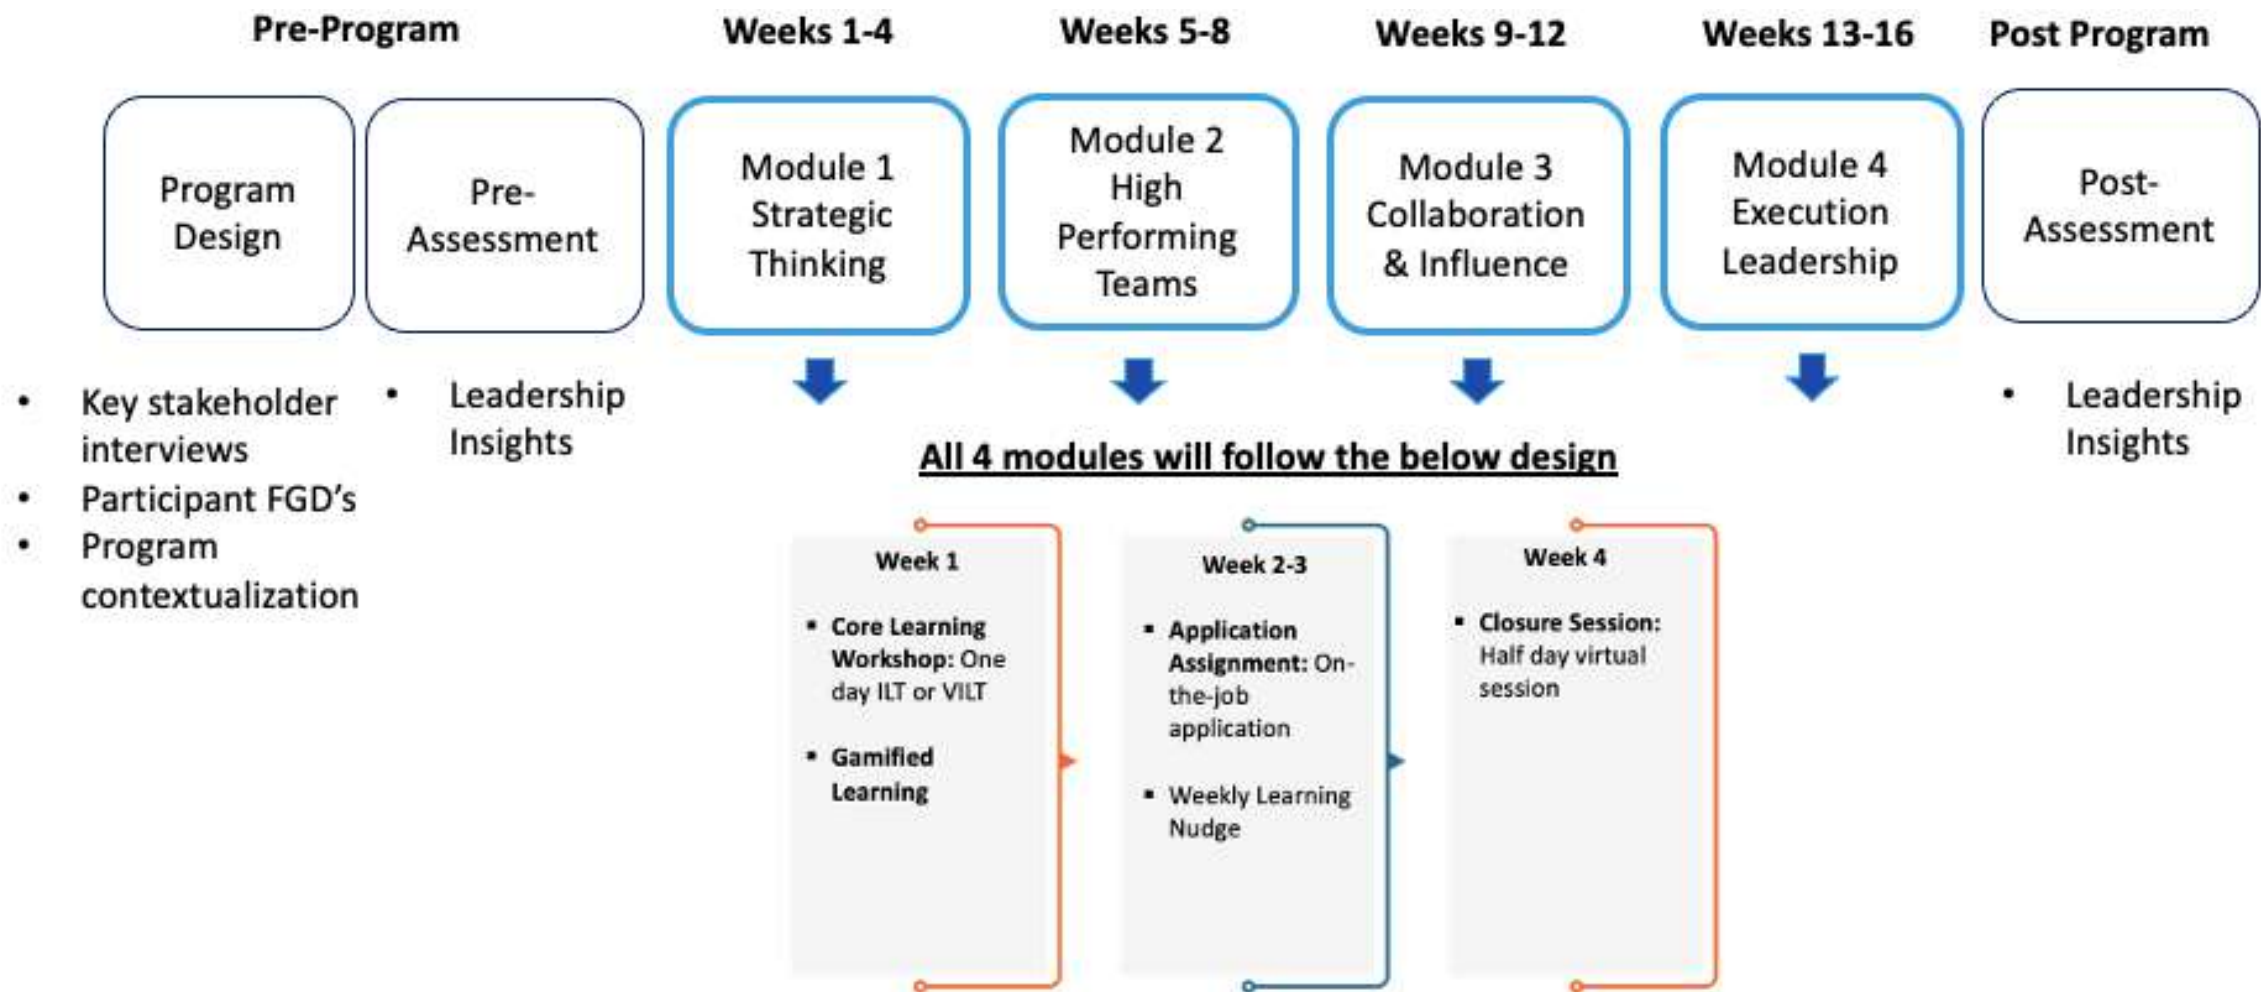 Pre-Program
Weeks 1-4
Weeks 5-8
Weeks 9-12
Weeks 13-16
Post Program
Program
Design
Pre-
Assessment
Module 1
Strategic
Thinking
Module 2
High
Performing
Teams
Module 3
Collaboration
& Influence
Module 4
Execution
Leadership
Post-
Assessment
• Key stakeholder
interviews
• Participant FGD’s
• Program
contextualization
• Leadership
Insights
• Leadership
Insights
All 4 modules will follow the below design
Week 1
▪ Core Learning
Workshop: One
day ILT or VILT
▪ Gamified
Learning
Week 2-3
▪ Application
Assignment: On-
the-job
application
▪ Weekly Learning
Nudge
Week 4
▪ Closure Session:
Half day virtual
session